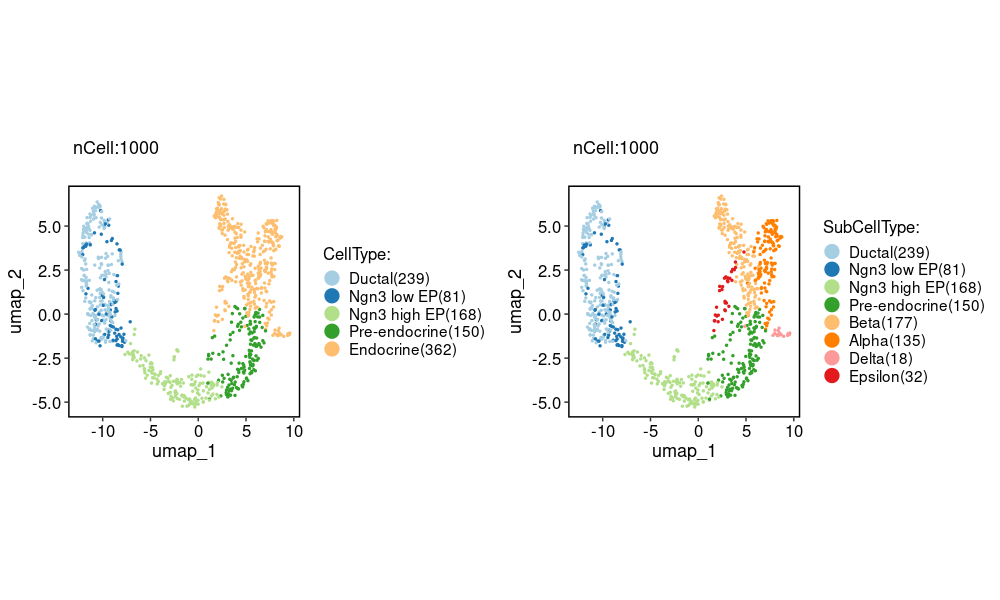 nCell:1000
umap_2
5.0
2.5
0.0
-2.5
-5.0
-10
-5
0
5
10
umap_1
CellType:
Ductal(239)
Ngn3 low EP(81)
Ngn3 high EP(168)
Pre-endocrine(150)
Endocrine(362)
nCell:1000
umap_2
5.0
2.5
0.0
-2.5
-5.0
-10
-5
0
5
10
umap_1
SubCellType:
Ductal(239)
Ngn3 low EP(81)
Ngn3 high EP(168)
Pre-endocrine(150)
Beta(177)
Alpha(135)
Delta(18)
Epsilon(32)